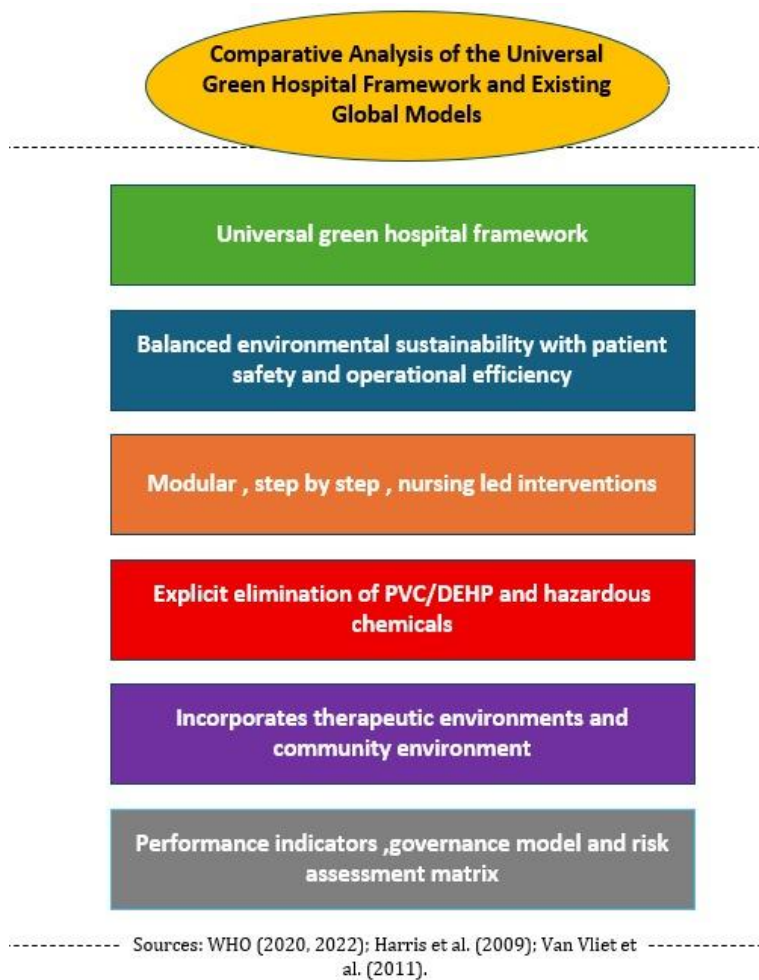 Comparative Analysis of the Universal
Green Hospital Framework and Existing
Global Models
Universal green hospital framework
Balanced environmental sustainability with patient
safety and operational efficiency
Modular , step by step , nursing led interventions
Explicit elimination of PVC/DEHP and hazardous
chemicals
Incorporates therapeutic environments and
community environment
Performance indicators ,governance model and risk
assessment matrix
Sources: WHO (2020, 2022); Harris et al. (2009); Van Vliet et
al. (2011).